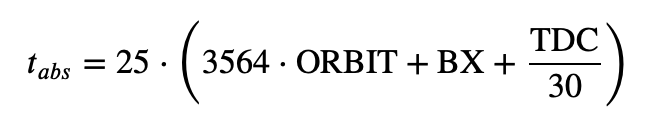 t_abs = 25 · (3564 · ORBIT + BX + TDC/30)